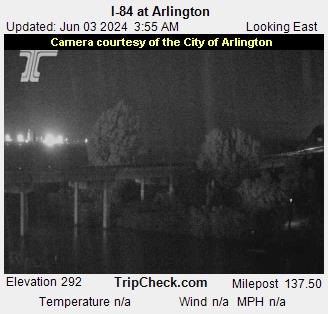 I-84 at Arlington
Updated: Jun 03 2024 3:55 AM Looking East
Camera courtesy of the City of Arlington
Elevation 292 TripCheck.com Milepost 137.50
Temperature n/a Wind n/a MPH n/a